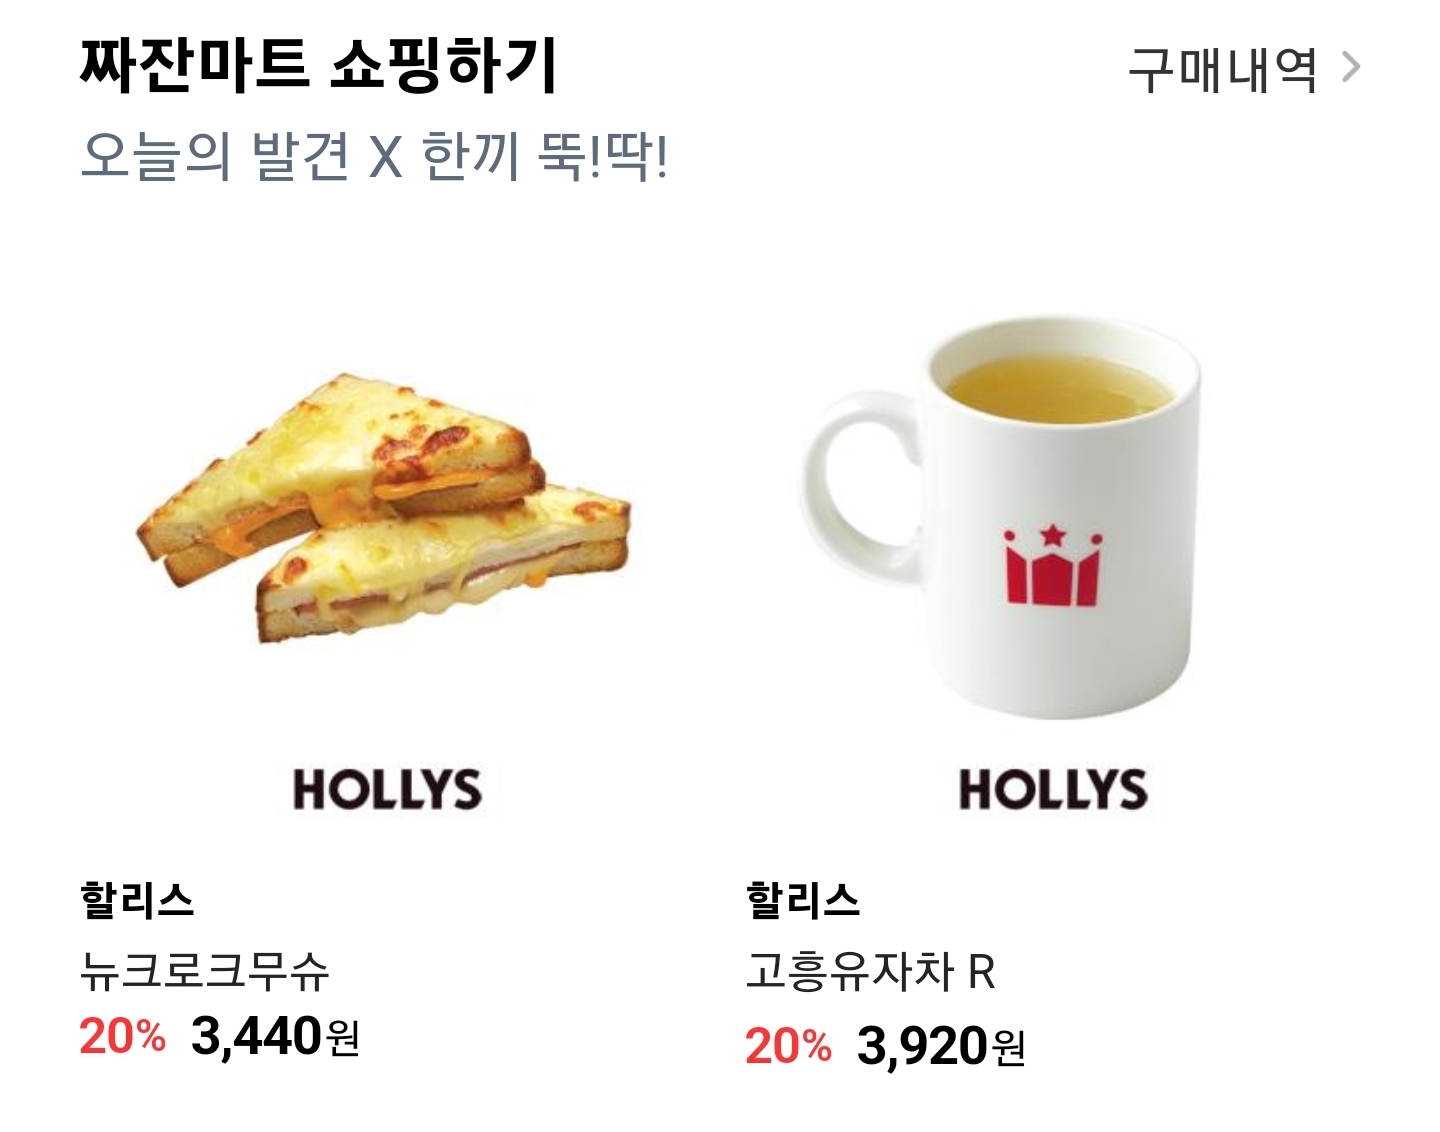 짜잔마트 쇼핑하기
구매내역 >
오늘의 발견 X 한끼 뚝!딱!
HOLLYS
HOLLYS
할리스
뉴크로크무슈
20% 3,440원
할리스
고흥유자차 R
20% 3,920원